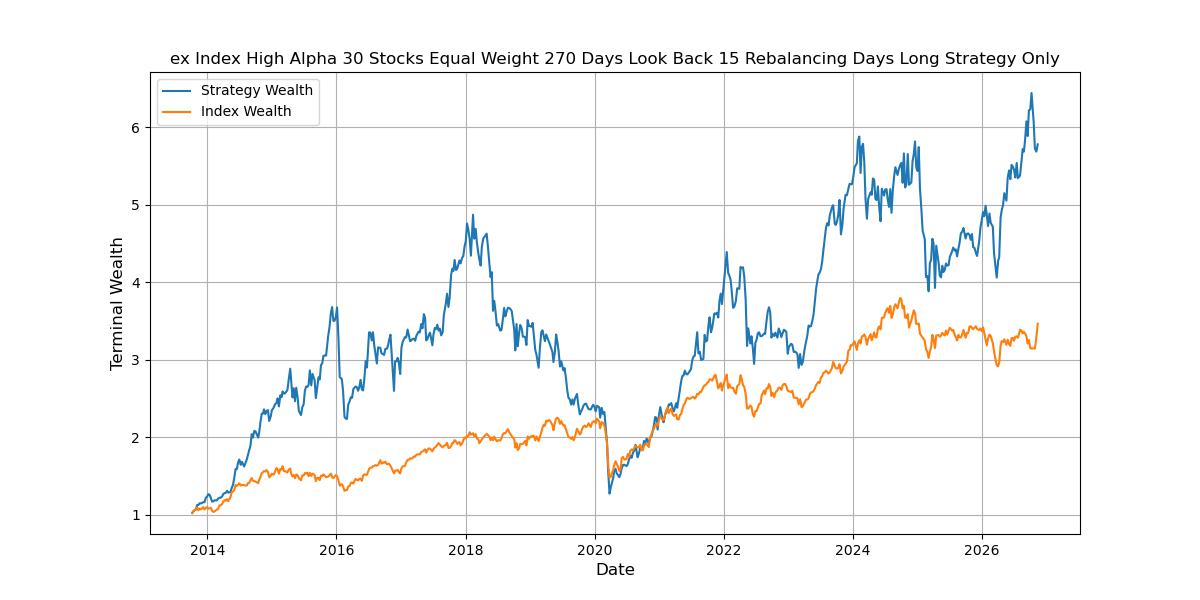 ex Index High Alpha 30 Stocks Equal Weight 270 Days Look Back 15 Rebalancing Days Long Strategy Only
Strategy Wealth
Index Wealth
Terminal Wealth
6
5
4
3
2
1
2014 2016 2018 2020 2022 2024 2026
Date